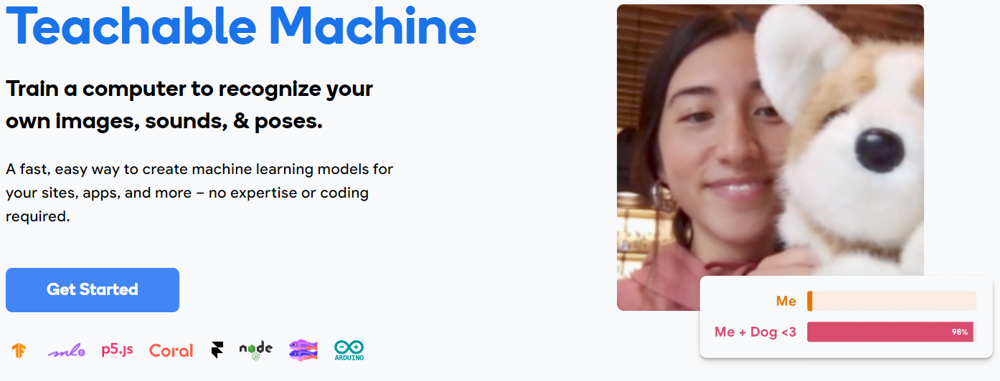 Teachable Machine
Train a computer to recognize your
own images, sounds, & poses.
A fast, easy way to create machine learning models for
your sites, apps, and more – no expertise or coding
required.
Get Started
ml5 p5.js Coral node JS ARDUINO
Me
Me + Dog <3 98%